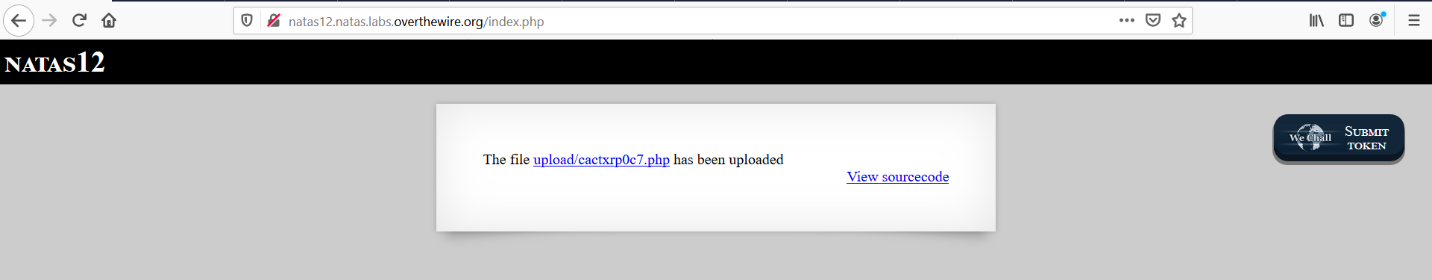 natas12.natas.labs.overthewire.org/index.php
NATAS12
The file upload/cactxrp0c7.php has been uploaded
View sourcecode
We Chall
SUBMIT
TOKEN